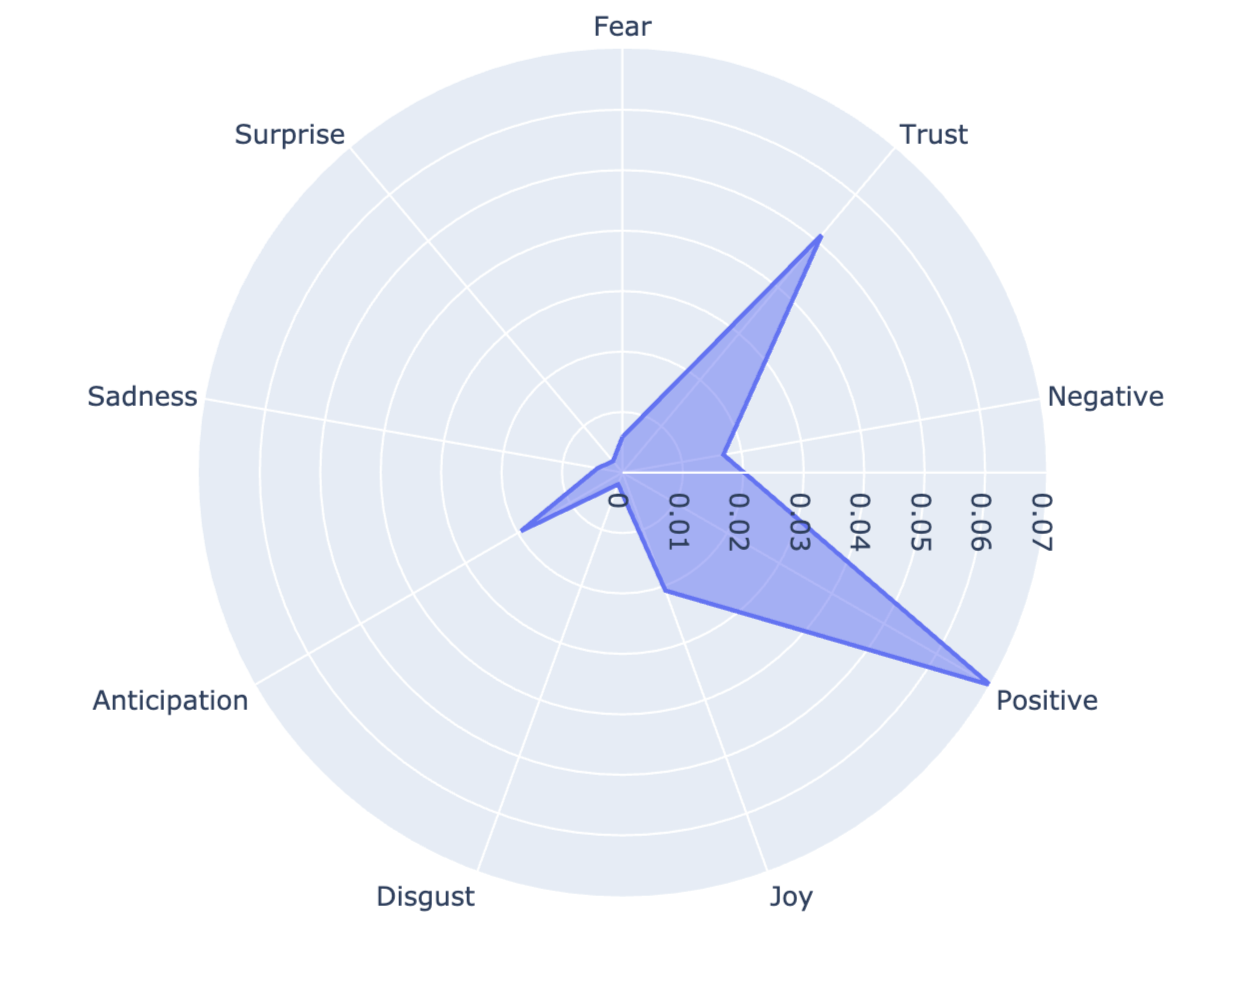 Fear
Surprise
Trust
Sadness
Negative
0
0.01
0.02
0.03
0.04
0.05
0.06
0.07
Anticipation
Positive
Disgust
Joy